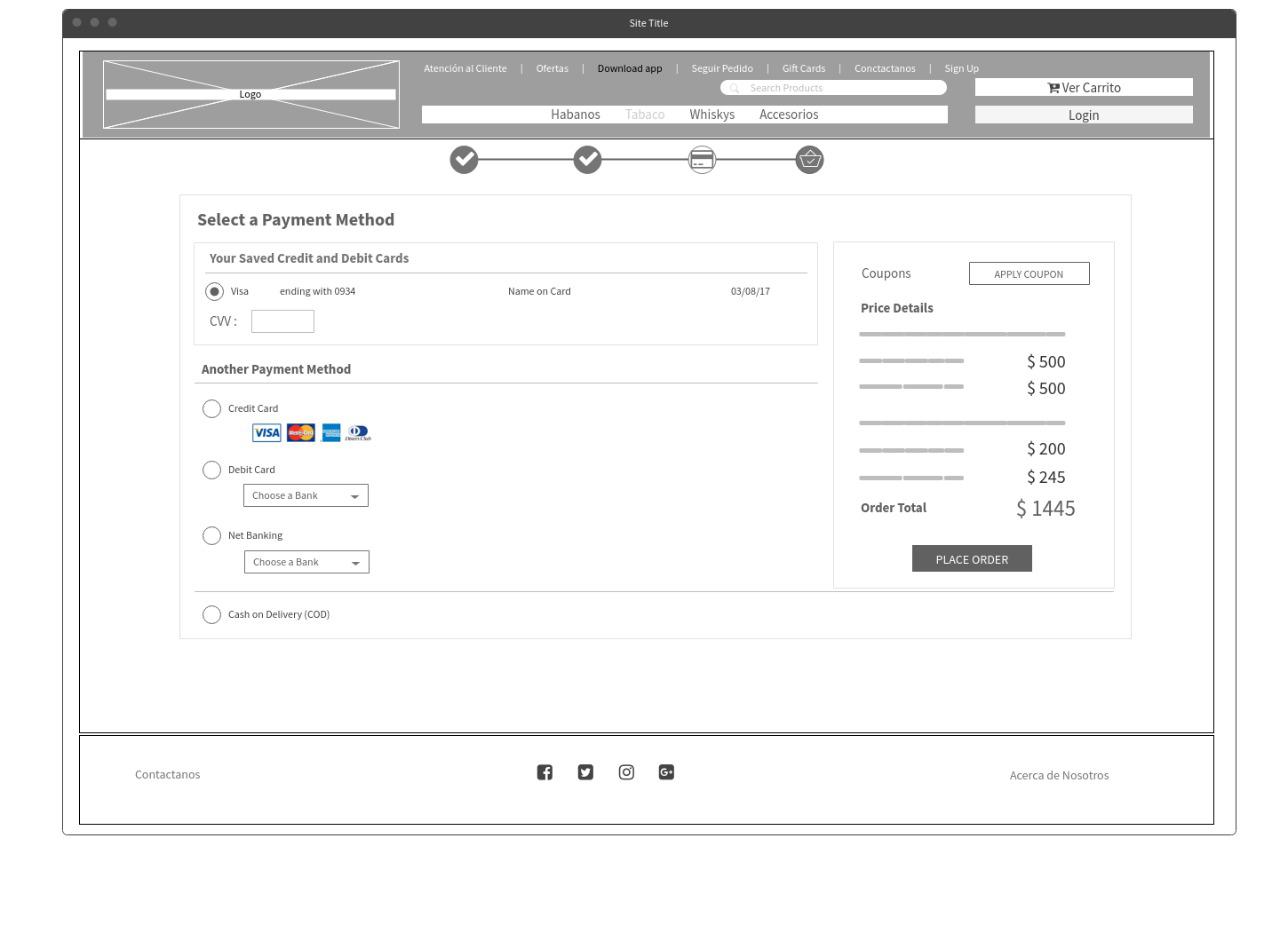 Site Title
Atención al Cliente | Ofertas | Download app | Seguir Pedido | Gift Cards | Conctactanos | Sign Up
Logo
Search Products
Ver Carrito
Habanos Tabaco Whiskys Accesorios
Login
Select a Payment Method
Your Saved Credit and Debit Cards
Visa ending with 0934 Name on Card 03/08/17
CVV :
Another Payment Method
Credit Card
VISA MasterCard Diners Club
Debit Card
Choose a Bank
Net Banking
Choose a Bank
Cash on Delivery (COD)
Coupons APPLY COUPON
Price Details
$ 500
$ 500
$ 200
$ 245
Order Total $ 1445
PLACE ORDER
Contactanos
G+
Acerca de Nosotros